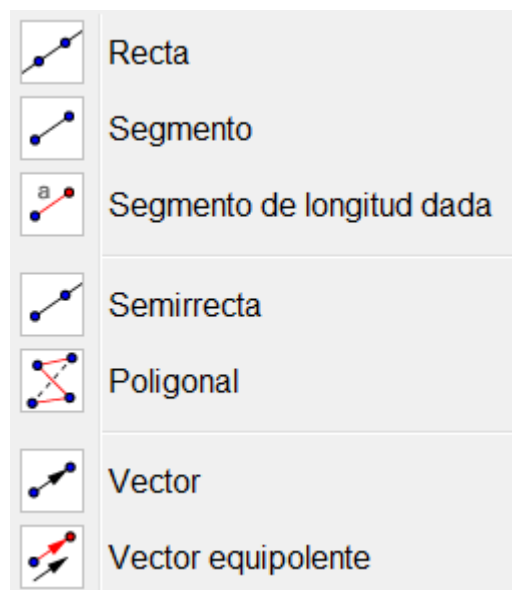 Recta
Segmento
a
Segmento de longitud dada
Semirrecta
Poligonal
Vector
Vector equipolente